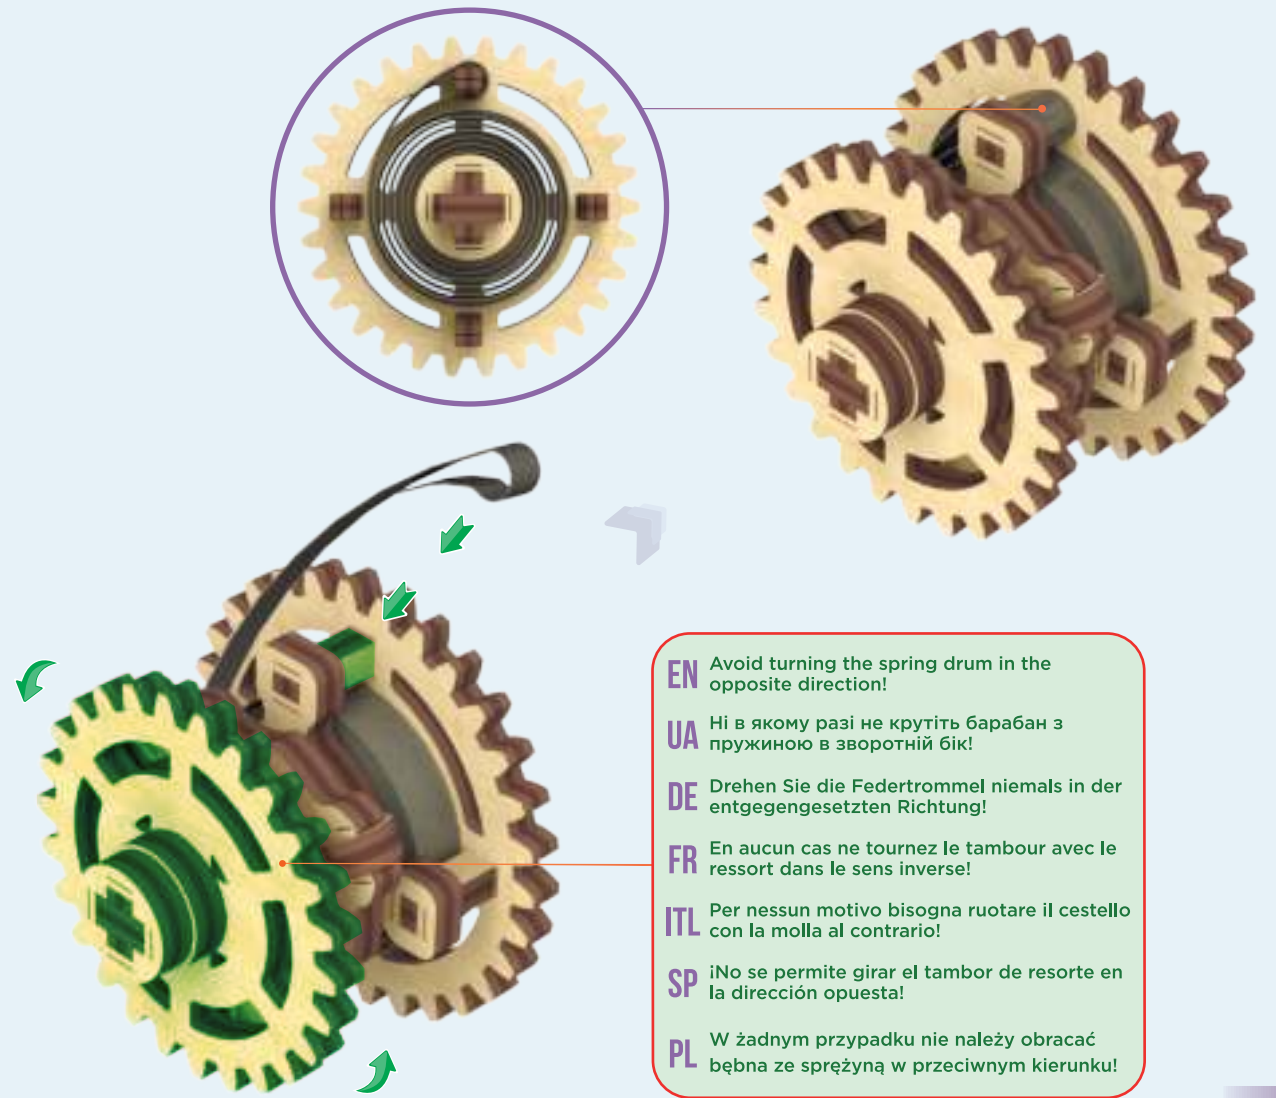 EN Avoid turning the spring drum in the
opposite direction!
UA Ні в якому разі не крутіть барабан з
пружиною в зворотній бік!
DE Drehen Sie die Federtrommel niemals in der
entgegengesetzten Richtung!
FR En aucun cas ne tournez le tambour avec le
ressort dans le sens inverse!
ITL Per nessun motivo bisogna ruotare il cestello
con la molla al contrario!
SP ¡No se permite girar el tambor de resorte en
la dirección opuesta!
PL W żadnym przypadku nie należy obracać
bębna ze sprężyną w przeciwnym kierunku!